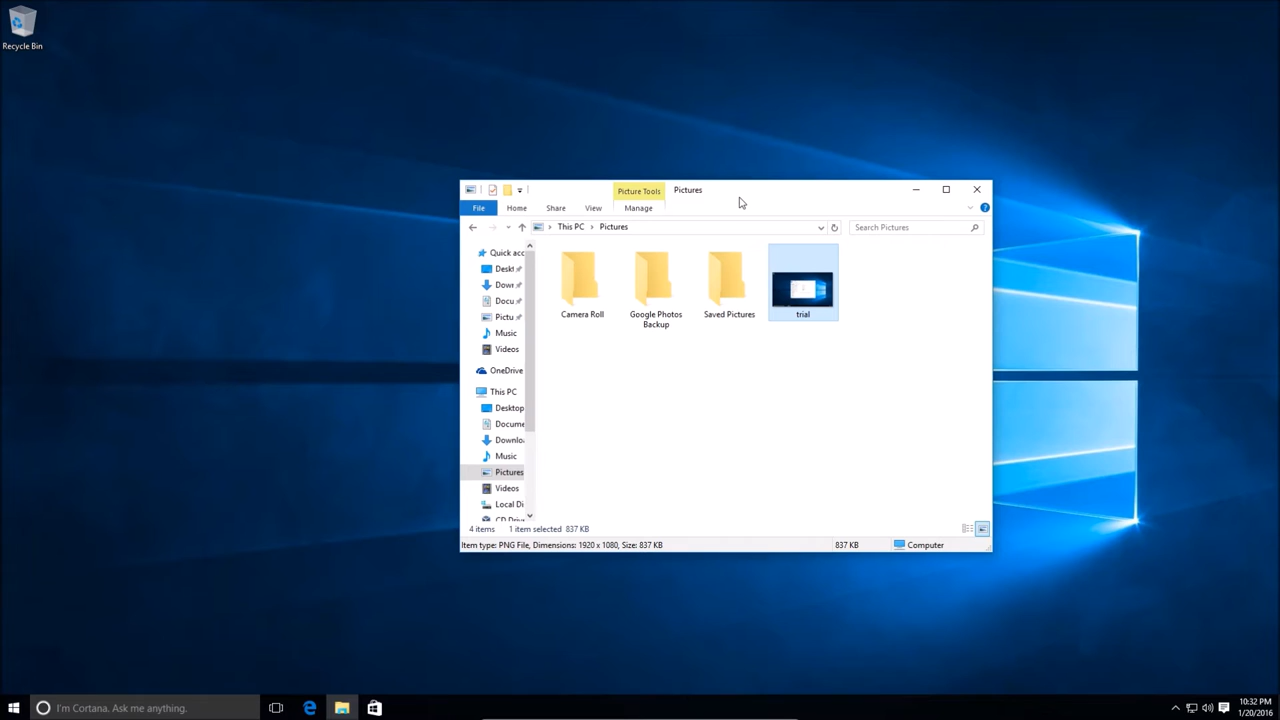 Recycle Bin
Picture Tools
Pictures
File
Home
Share
View
Manage
This PC
Pictures
Search Pictures
Quick acc
Deskt
Dowr
Docu
Pictu
Music
Videos
OneDrive
This PC
Desktop
Docume
Downloa
Music
Pictures
Videos
Local Di
CD Driv
Camera Roll
Google Photos
Backup
Saved Pictures
trial
4 items
1 item selected 837 KB
Item type: PNG File, Dimensions: 1920 x 1080, Size: 837 KB
837 KB
Computer
I'm Cortana. Ask me anything.
10:32 PM
1/20/2016